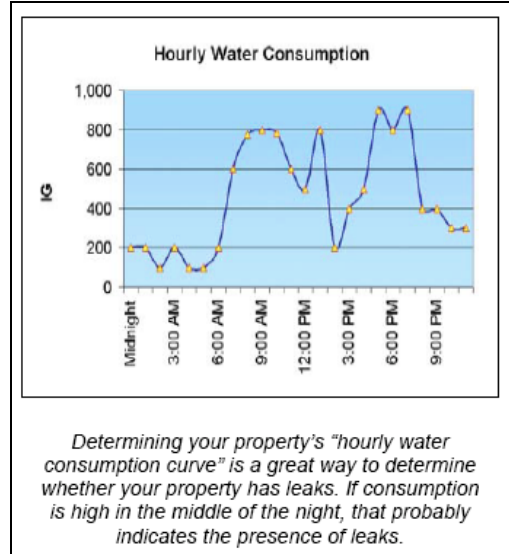 Hourly Water Consumption
1,000
800
600
400
200
0
IG
Midnight
3:00 AM
6:00 AM
9:00 AM
12:00 PM
3:00 PM
6:00 PM
9:00 PM
Determining your property's “hourly water
consumption curve” is a great way to determine
whether your property has leaks. If consumption
is high in the middle of the night, that probably
indicates the presence of leaks.